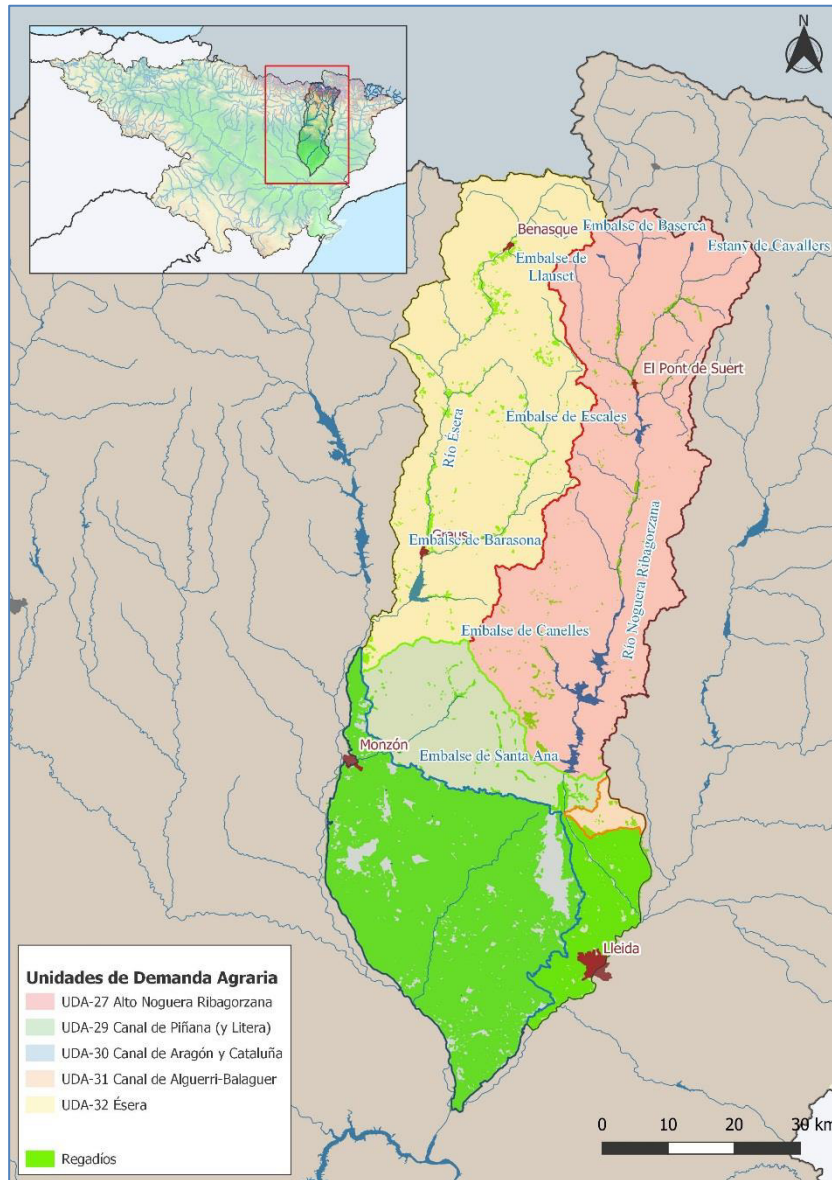 N
Benasque
Embalse de Baserca
Estany de Cavallers
Embalse de
Llauset
El Pont de Suert
Embalse de Escales
Río Ésera
Graus
Embalse de Barasona
Río Noguera Ribagorzana
Embalse de Canelles
Monzón
Embalse de Santa Ana
Lleida
Unidades de Demanda Agraria
UDA-27 Alto Noguera Ribagorzana
UDA-29 Canal de Piñana (y Litera)
UDA-30 Canal de Aragón y Cataluña
UDA-31 Canal de Alguerri-Balaguer
UDA-32 Ésera
Regadíos
0 10 20 30 km